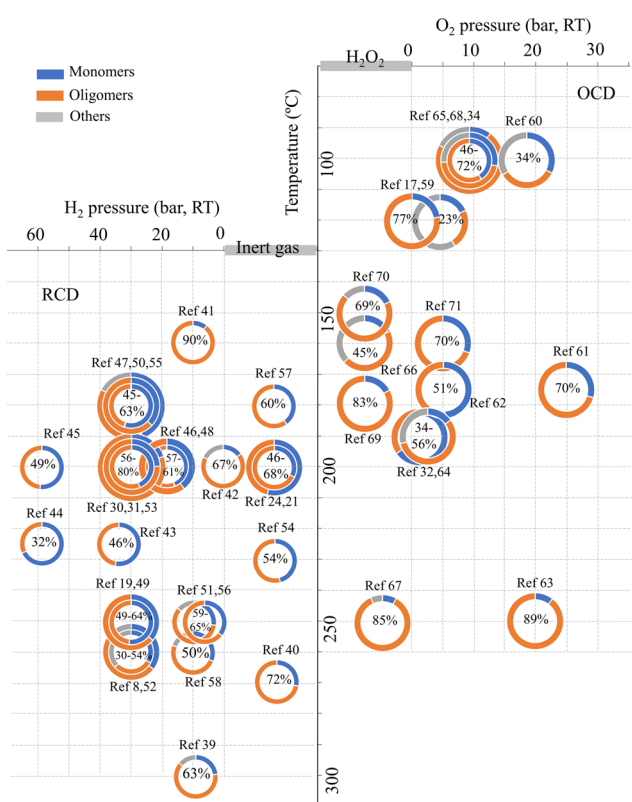 O2 pressure (bar, RT)
H2O2
0 10 20 30
Monomers
Oligomers
Others
OCD
Temperature (ºC)
Ref 65,68,34
Ref 60
46-
72%
34%
100
Ref 17,59
77%
23%
H2 pressure (bar, RT)
60 40 20 0
Inert gas
RCD
Ref 70
69%
150
Ref 41
90%
Ref 71
70%
45%
Ref 61
70%
Ref 47,50,55
45-
63%
Ref 57
60%
Ref 66
83%
51%
Ref 62
Ref 69
Ref 45
49%
Ref 46,48
56-
80%
57-
61%
67%
Ref 42
46-
68%
Ref 24,21
34-
56%
Ref 32,64
200
Ref 30,31,53
Ref 44
32%
Ref 43
46%
Ref 54
54%
Ref 19,49
49-64%
Ref 51,56
59-
65%
Ref 67
85%
Ref 63
89%
250
30-54%
Ref 8,52
50%
Ref 58
Ref 40
72%
Ref 39
63%
300